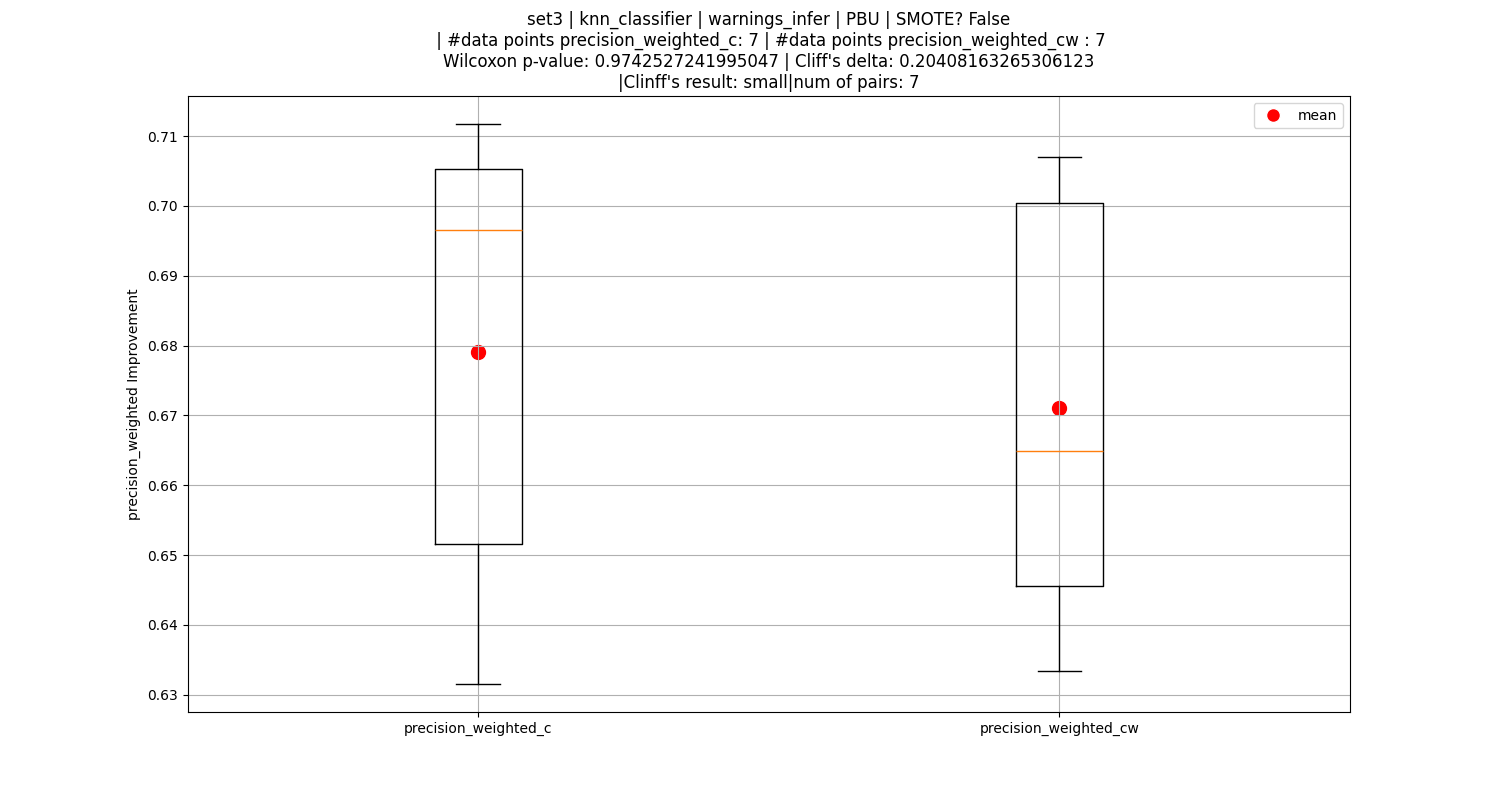 set3 | knn_classifier | warnings_infer | PBU | SMOTE? False
| #data points precision_weighted_c: 7 | #data points precision_weighted_cw : 7
Wilcoxon p-value: 0.9742527241995047 | Cliff's delta: 0.20408163265306123
|Clinff's result: small|num of pairs: 7
mean
0.71
0.70
0.69
0.68
0.67
0.66
0.65
0.64
0.63
precision_weighted Improvement
precision_weighted_c
precision_weighted_cw